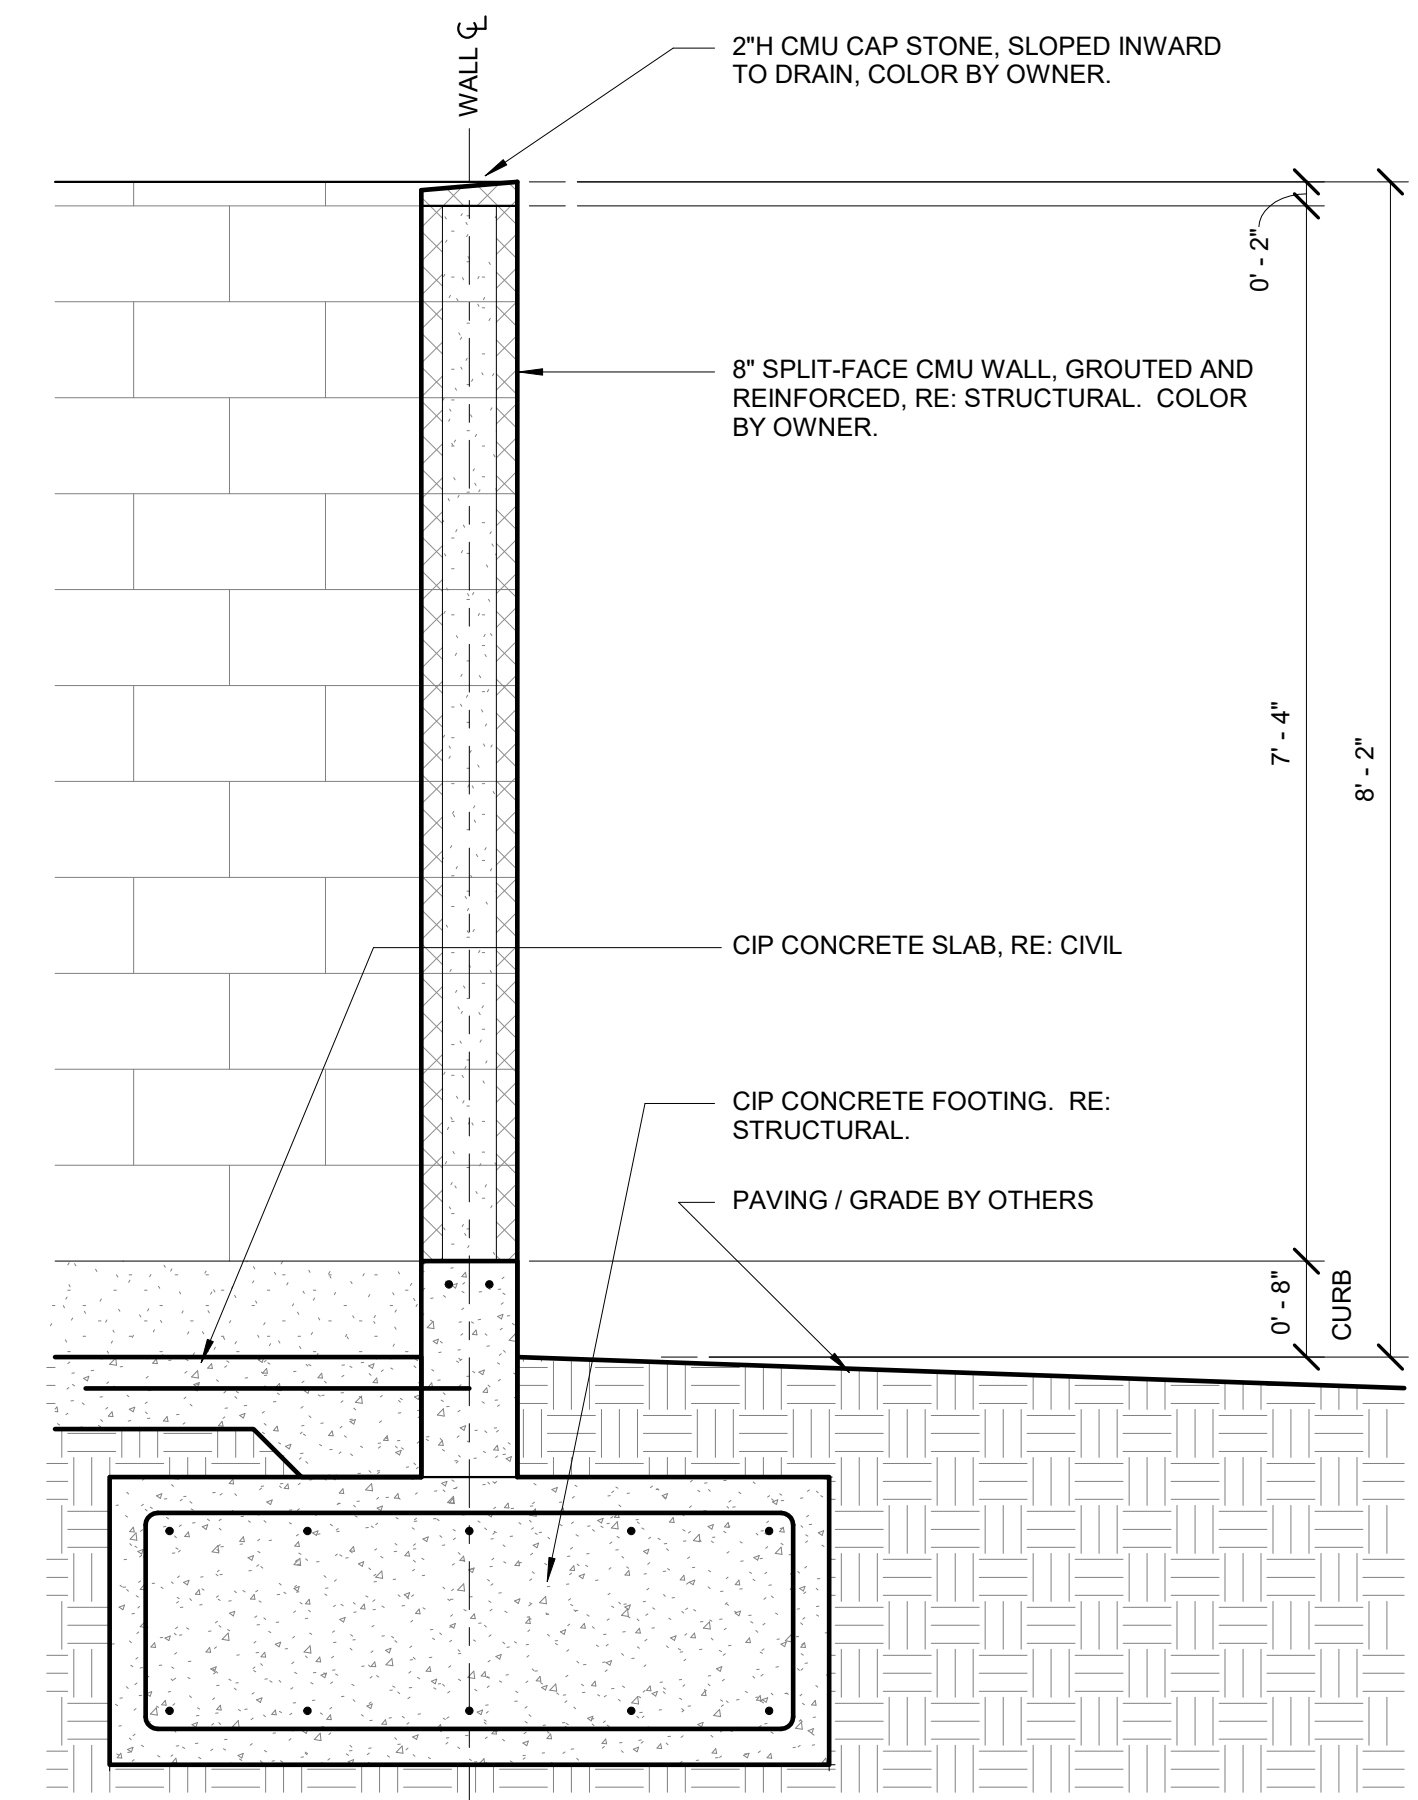 WALL ℄
2"H CMU CAP STONE, SLOPED INWARD
TO DRAIN, COLOR BY OWNER.
0' - 2"
8" SPLIT-FACE CMU WALL, GROUTED AND
REINFORCED, RE: STRUCTURAL.  COLOR
BY OWNER.
7' - 4"
8' - 2"
CIP CONCRETE SLAB, RE: CIVIL
CIP CONCRETE FOOTING.  RE:
STRUCTURAL.
PAVING / GRADE BY OTHERS
0' - 8"
CURB